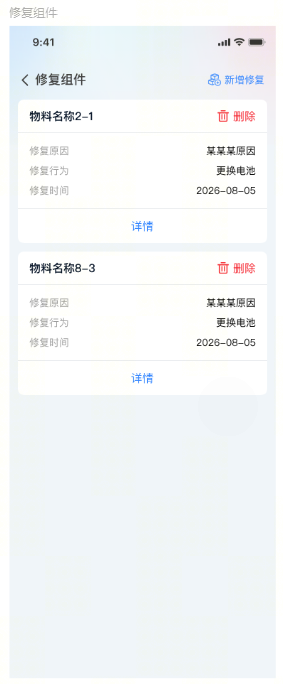 修复组件
9:41
修复组件 新增修复
物料名称2-1 删除
修复原因 某某某原因
修复行为 更换电池
修复时间 2026-08-05
详情
物料名称8-3 删除
修复原因 某某某原因
修复行为 更换电池
修复时间 2026-08-05
详情